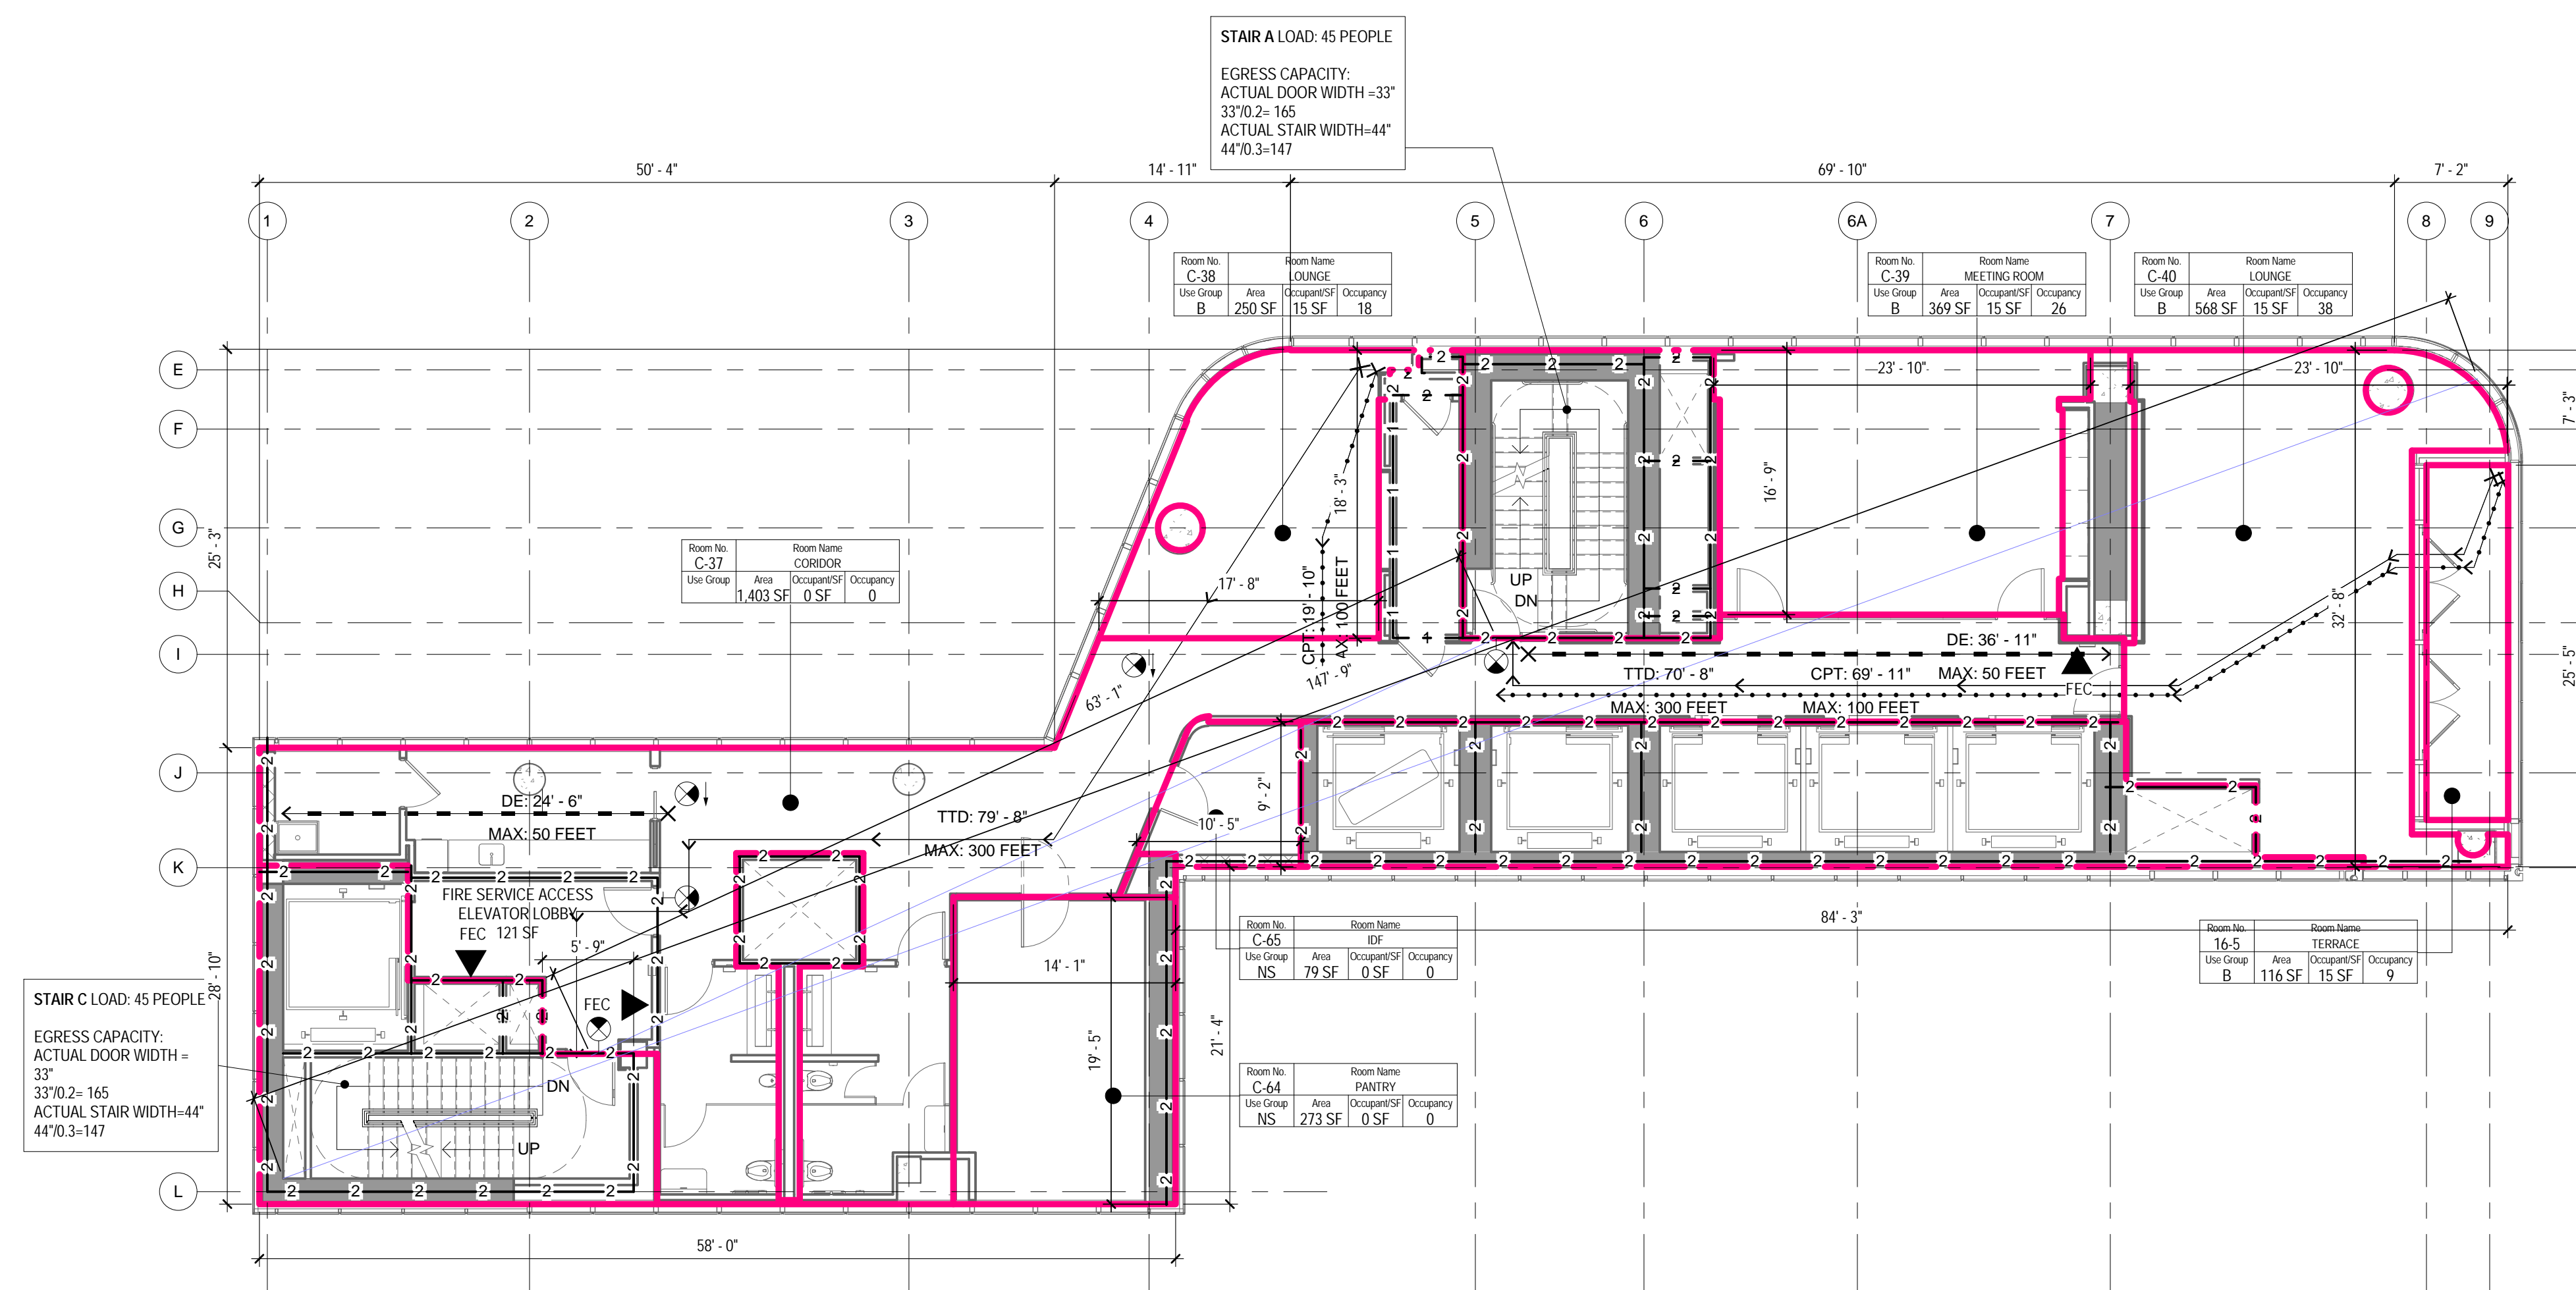 STAIR A LOAD: 45 PEOPLE
EGRESS CAPACITY:
ACTUAL DOOR WIDTH =33"
33"/0.2= 165
ACTUAL STAIR WIDTH=44"
44"/0.3=147
50' - 4"
14' - 11"
69' - 10"
7' - 2"
1
2
3
4
5
6
6A
7
8
9
Room No. Room Name
C-38 LOUNGE
Use Group Area Occupant/SF Occupancy
B 250 SF 15 SF 18
Room No. Room Name
C-39 MEETING ROOM
Use Group Area Occupant/SF Occupancy
B 369 SF 15 SF 26
Room No. Room Name
C-40 LOUNGE
Use Group Area Occupant/SF Occupancy
B 568 SF 15 SF 38
E
F
G
H
I
J
K
L
25' - 3"
28' - 10"
23' - 10"
23' - 10"
7' - 3"
16' - 9"
18' - 3"
17' - 8"
CPT: 19' - 10"
MAX: 100 FEET
147' - 9"
63' - 1"
UP
DN
32' - 8"
25' - 5"
DE: 36' - 11"
TTD: 70' - 8"
CPT: 69' - 11"
MAX: 50 FEET
MAX: 300 FEET
MAX: 100 FEET
FEC
Room No. Room Name
C-37 CORIDOR
Use Group Area Occupant/SF Occupancy
1,403 SF 0 SF 0
DE: 24' - 6"
MAX: 50 FEET
TTD: 79' - 8"
MAX: 300 FEET
9' - 2"
10' - 5"
FIRE SERVICE ACCESS
ELEVATOR LOBBY
FEC 121 SF
5' - 9"
FEC
14' - 1"
19' - 5"
21' - 4"
84' - 3"
DN
UP
58' - 0"
Room No. Room Name
C-65 IDF
Use Group Area Occupant/SF Occupancy
NS 79 SF 0 SF 0
Room No. Room Name
C-64 PANTRY
Use Group Area Occupant/SF Occupancy
NS 273 SF 0 SF 0
Room No. Room Name
16-5 TERRACE
Use Group Area Occupant/SF Occupancy
B 116 SF 15 SF 9
STAIR C LOAD: 45 PEOPLE
EGRESS CAPACITY:
ACTUAL DOOR WIDTH =
33"
33"/0.2= 165
ACTUAL STAIR WIDTH=44"
44"/0.3=147